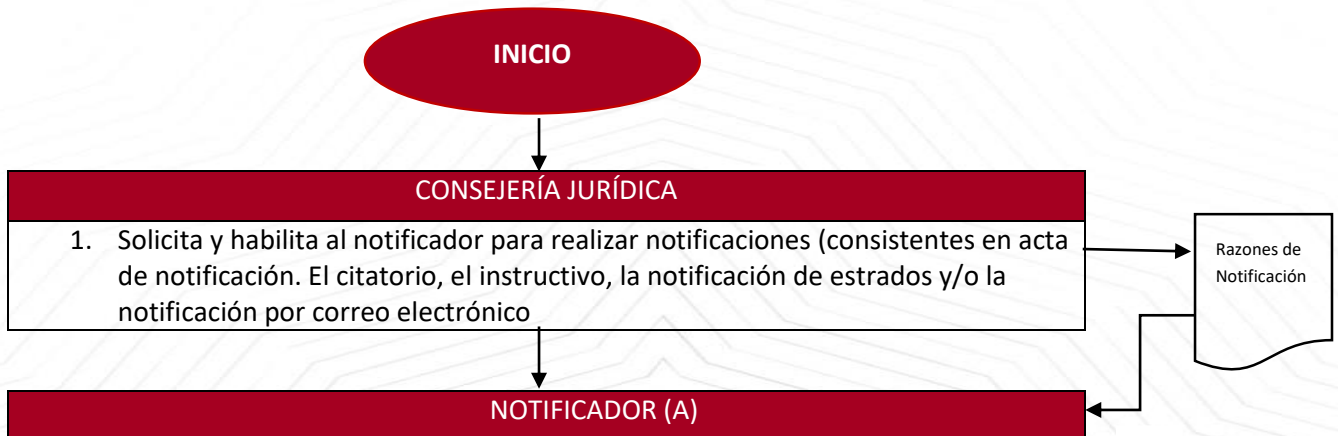 INICIO
CONSEJERÍA JURÍDICA
1. Solicita y habilita al notificador para realizar notificaciones (consistentes en acta
de notificación. El citatorio, el instructivo, la notificación de estrados y/o la
notificación por correo electrónico
Razones de
Notificación
NOTIFICADOR (A)